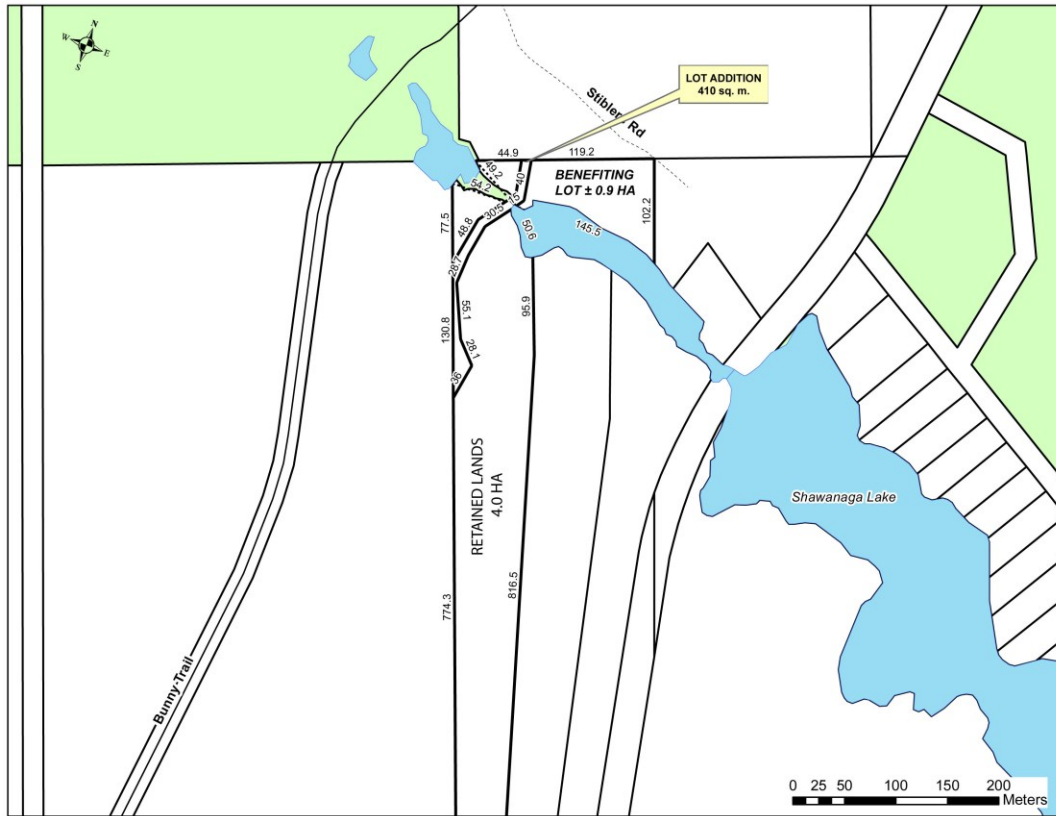 N
W
E
S
LOT ADDITION
410 sq. m.
Stiblers Rd
44.9
119.2
49.2
40
BENEFITING
LOT ± 0.9 HA
54.2
15
30.5
102.2
77.5
48.8
50.6
145.5
28.7
55.1
95.9
130.8
28.1
36
RETAINED LANDS
4.0 HA
Shawanaga Lake
774.3
816.5
Bunny Trail
0 25 50 100 150 200
Meters